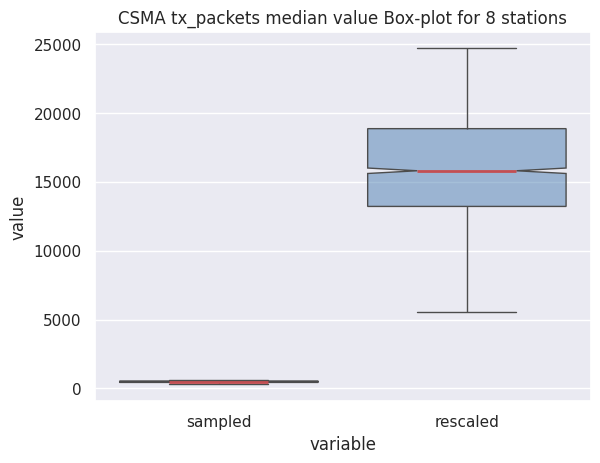 CSMA tx_packets median value Box-plot for 8 stations
25000
20000
15000
10000
5000
0
value
sampled
rescaled
variable